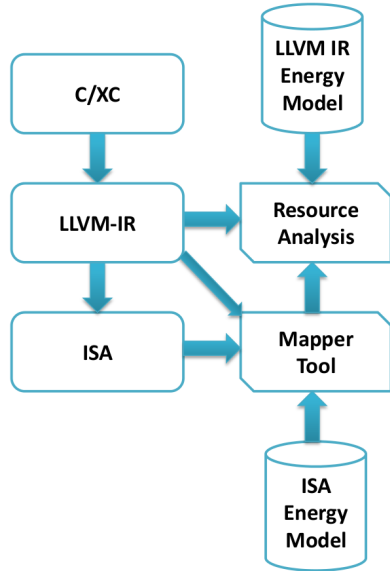 C/XC
LLVM IR
Energy
Model
LLVM-IR
Resource
Analysis
ISA
Mapper
Tool
ISA
Energy
Model